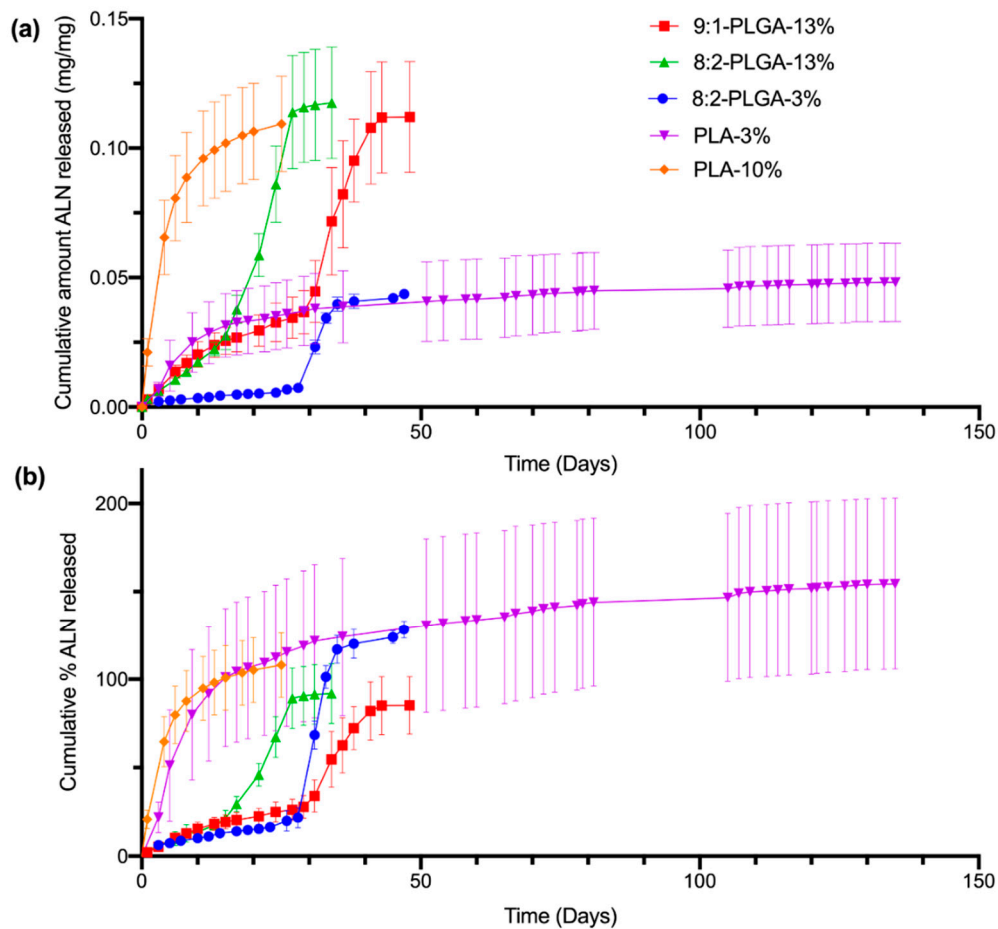 (a)
Cumulative amount ALN released (mg/mg)
0.15
0.10
0.05
0.00
0
50
100
150
Time (Days)
9:1-PLGA-13%
8:2-PLGA-13%
8:2-PLGA-3%
PLA-3%
PLA-10%
(b)
Cumulative % ALN released
200
100
0
0
50
100
150
Time (Days)